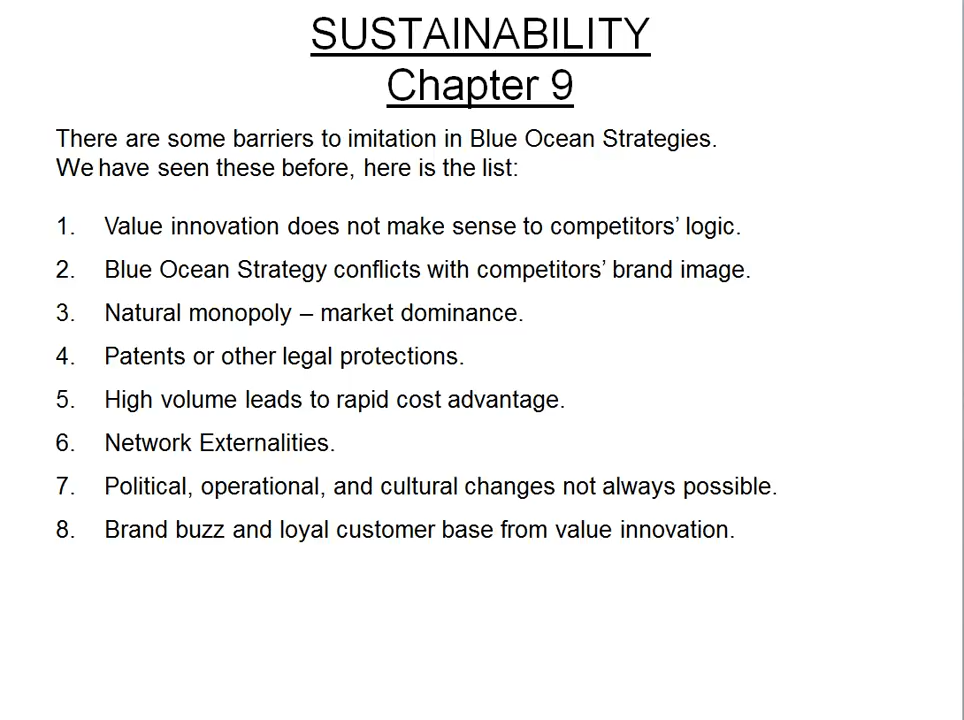 SUSTAINABILITY
Chapter 9
There are some barriers to imitation in Blue Ocean Strategies.
We have seen these before, here is the list:
1. Value innovation does not make sense to competitors’ logic.
2. Blue Ocean Strategy conflicts with competitors’ brand image.
3. Natural monopoly – market dominance.
4. Patents or other legal protections.
5. High volume leads to rapid cost advantage.
6. Network Externalities.
7. Political, operational, and cultural changes not always possible.
8. Brand buzz and loyal customer base from value innovation.